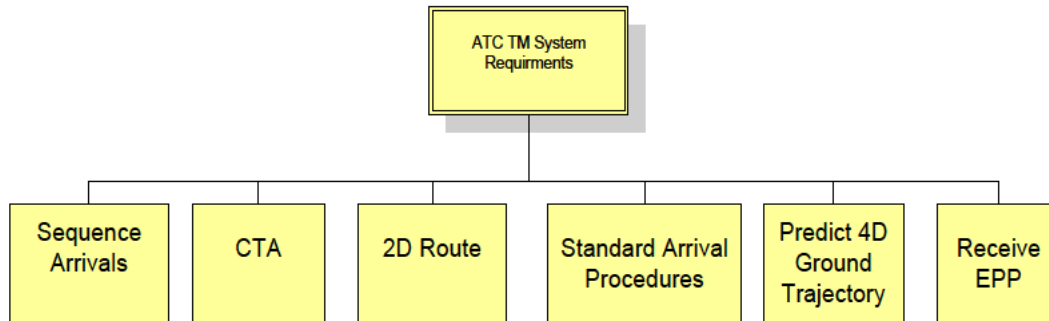 ATC TM System
Requirments
Sequence
Arrivals
CTA
2D Route
Standard Arrival
Procedures
Predict 4D
Ground
Trajectory
Receive
EPP